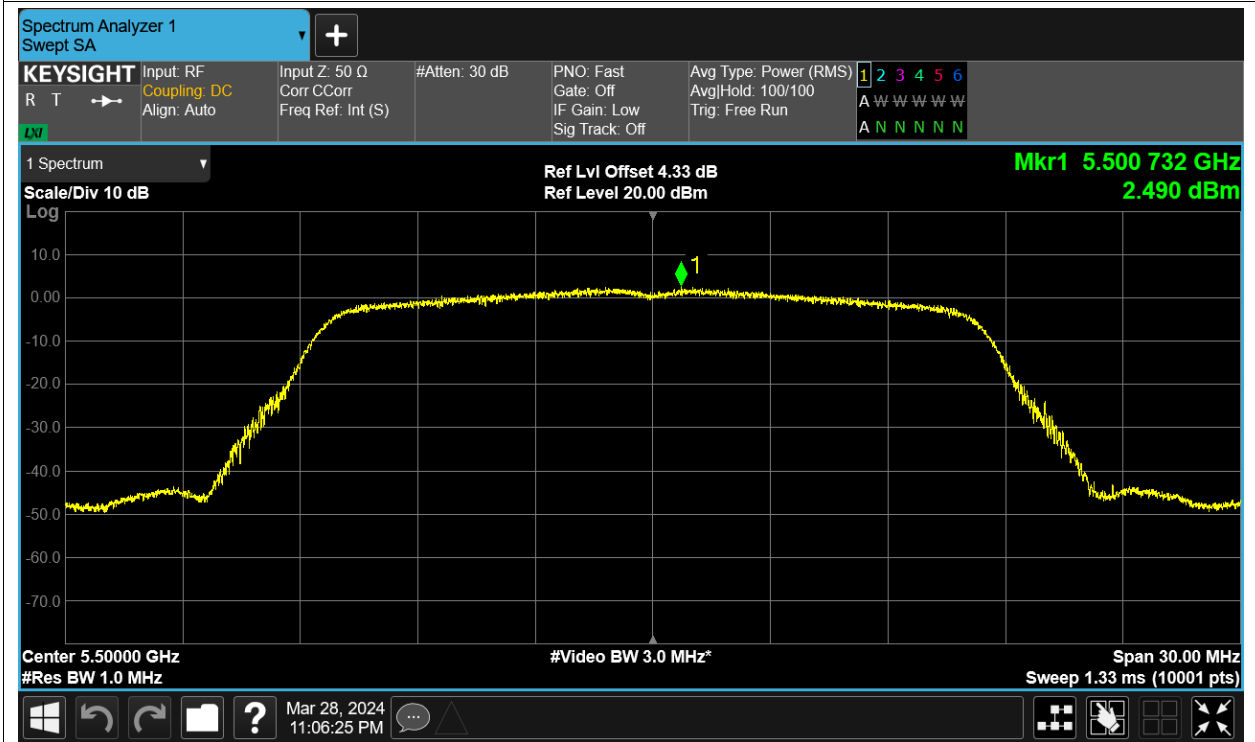 Spectrum Analyzer 1
Swept SA
KEYSIGHT
R T
LXI
Input: RF
Coupling: DC
Align: Auto
Input Z: 50 Ω
Corr CCorr
Freq Ref: Int (S)
#Atten: 30 dB
PNO: Fast
Gate: Off
IF Gain: Low
Sig Track: Off
Avg Type: Power (RMS)
Avg|Hold: 100/100
Trig: Free Run
1 2 3 4 5 6
A W W W W W
A N N N N N
1 Spectrum
Scale/Div 10 dB
Log
Ref Lvl Offset 4.33 dB
Ref Level 20.00 dBm
Mkr1 5.500 732 GHz
2.490 dBm
1
10.0
0.00
-10.0
-20.0
-30.0
-40.0
-50.0
-60.0
-70.0
Center 5.50000 GHz
#Res BW 1.0 MHz
#Video BW 3.0 MHz*
Span 30.00 MHz
Sweep 1.33 ms (10001 pts)
?
Mar 28, 2024
11:06:25 PM